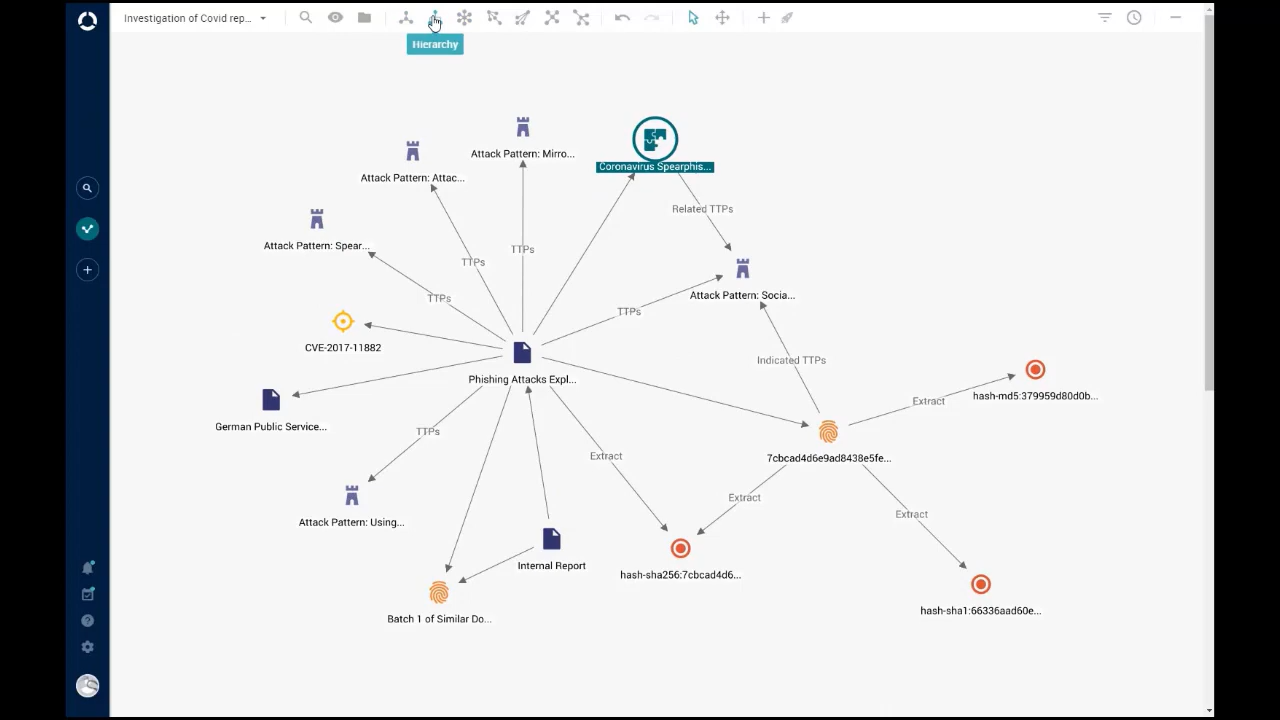 Investigation of Covid rep...
Hierarchy
Attack Pattern: Mirro...
Coronavirus Spearphis...
Attack Pattern: Attac...
Related TTPs
Attack Pattern: Spear...
TTPs
TTPs
Attack Pattern: Socia...
TTPs
TTPs
CVE-2017-11882
Indicated TTPs
Phishing Attacks Expl...
hash-md5:379959d80d0b...
Extract
German Public Service...
TTPs
Extract
7cbcad4d6e9ad8438e5fe...
Extract
Extract
Attack Pattern: Using...
Internal Report
hash-sha256:7cbcad4d6...
hash-sha1:66336aad60e...
Batch 1 of Similar Do...